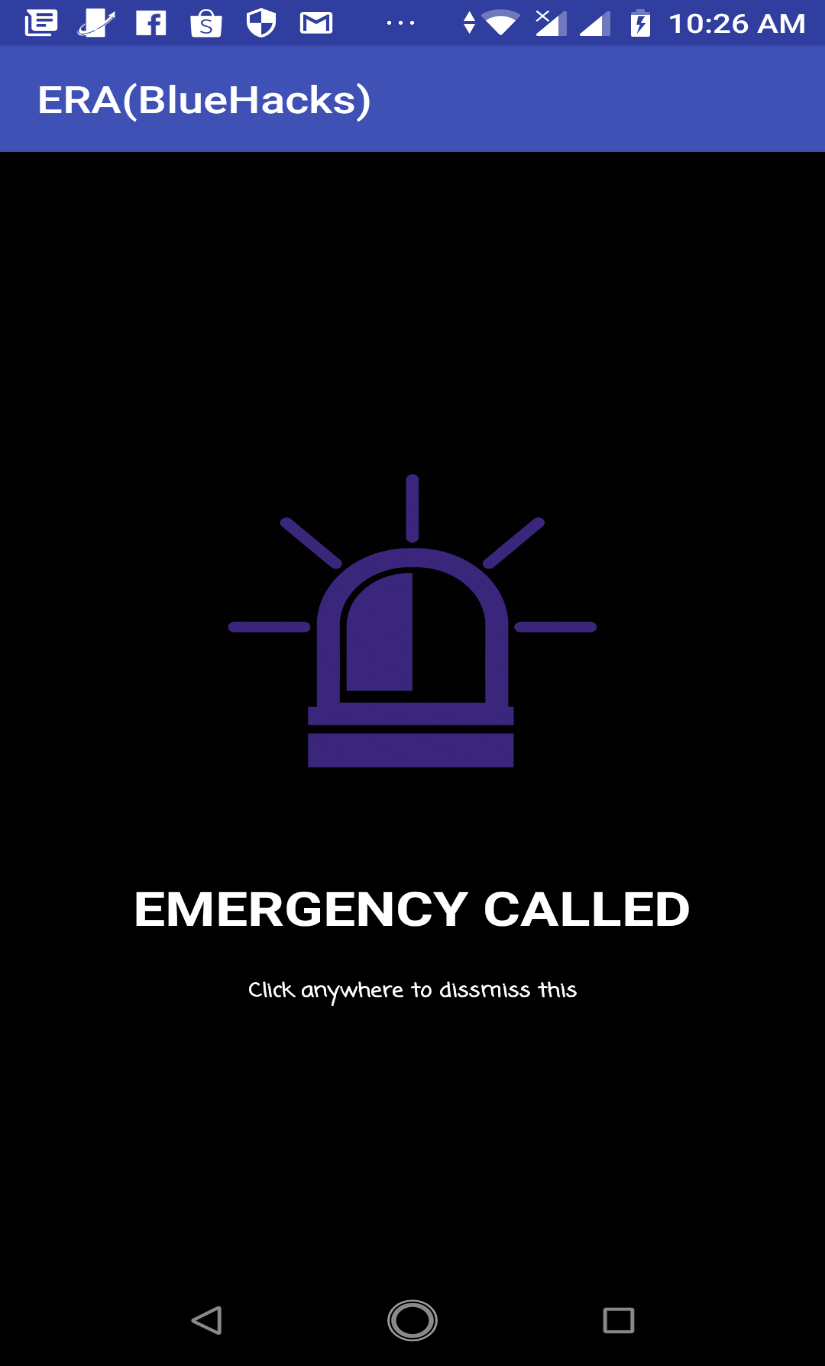 10:26 AM
ERA(BlueHacks)
EMERGENCY CALLED
Click anywhere to dissmiss this